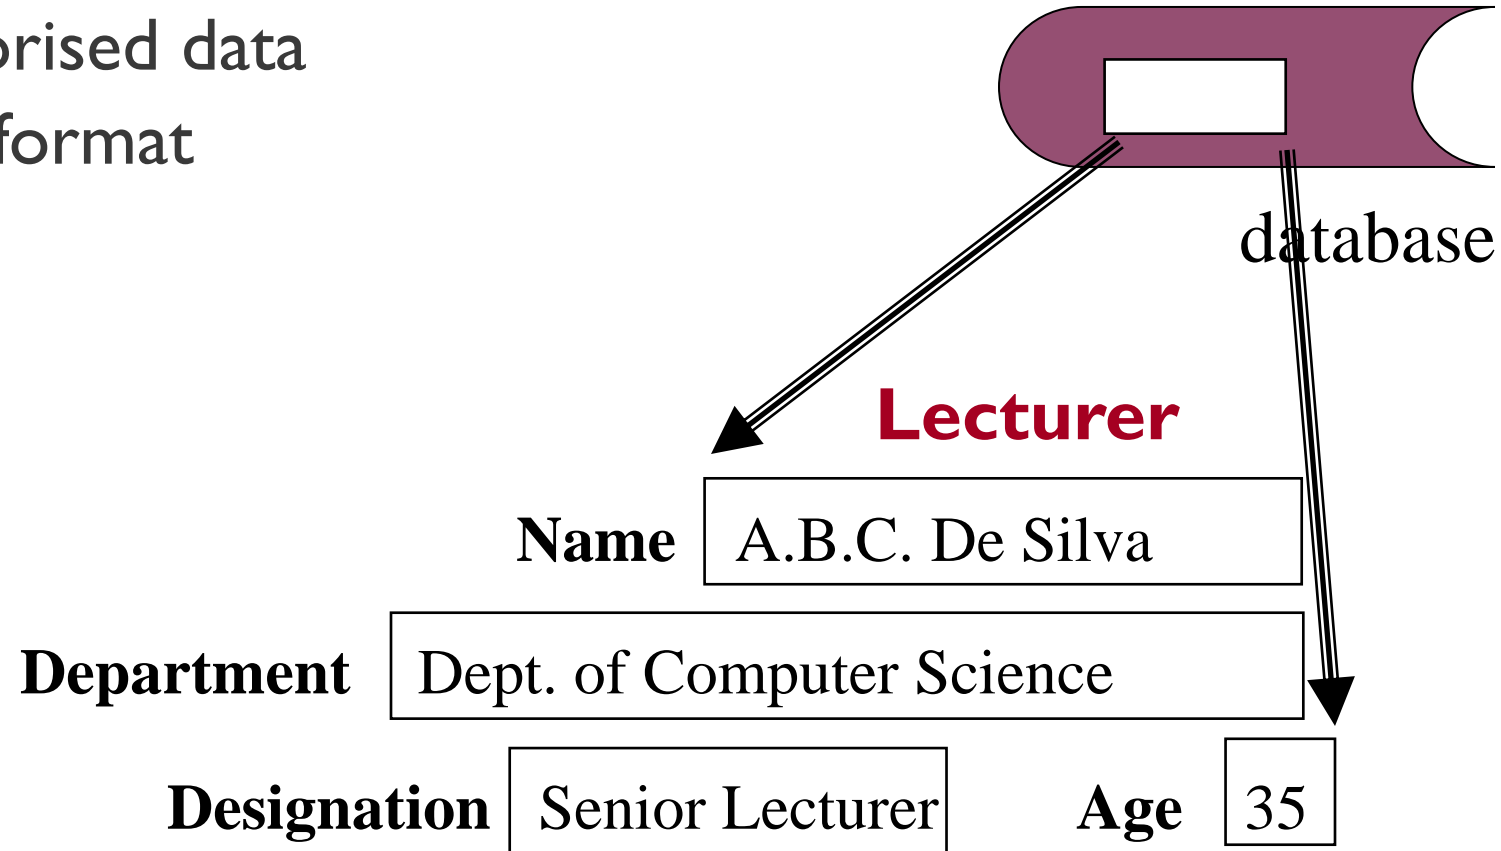 orised data
format
database
Lecturer
Name A.B.C. De Silva
Department Dept. of Computer Science
Designation Senior Lecturer Age 35